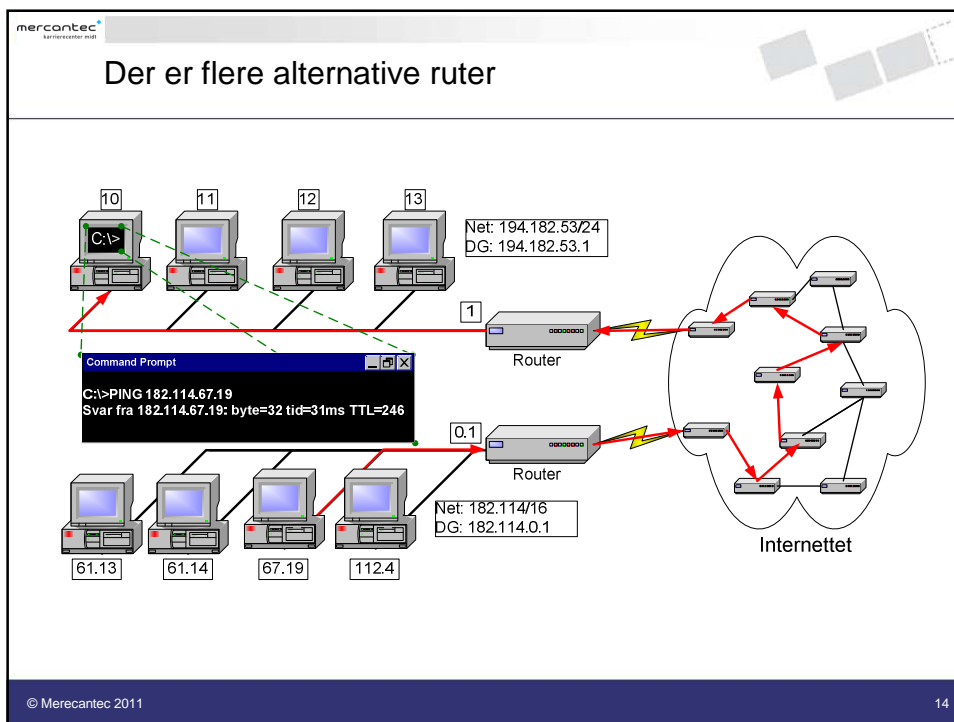 mercantec
karrierecenter midt
Der er flere alternative ruter
10
11
12
13
C:\>
Net: 194.182.53/24
DG: 194.182.53.1
1
Router
Command Prompt
C:\>PING 182.114.67.19
Svar fra 182.114.67.19: byte=32 tid=31ms TTL=246
0.1
Router
Net: 182.114/16
DG: 182.114.0.1
61.13
61.14
67.19
112.4
Internettet
© Merecantec 2011
14